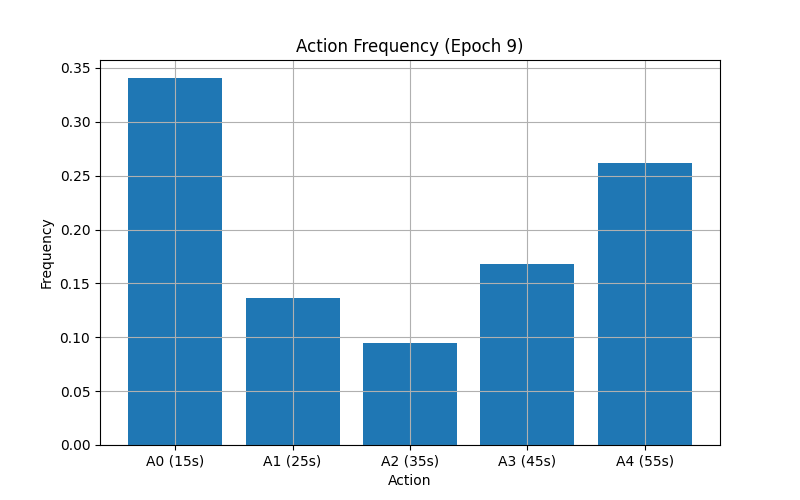 Action Frequency (Epoch 9)
0.35
0.30
0.25
0.20
0.15
0.10
0.05
0.00
Frequency
A0 (15s) A1 (25s) A2 (35s) A3 (45s) A4 (55s)
Action